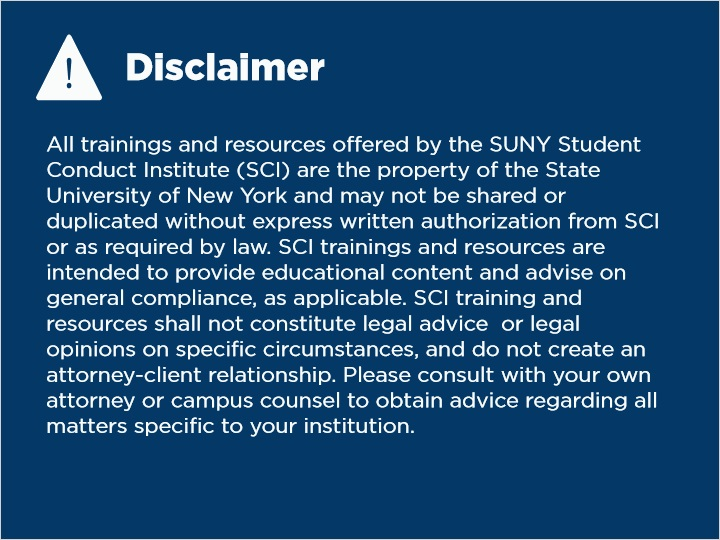 !
Disclaimer
All trainings and resources offered by the SUNY Student
Conduct Institute (SCI) are the property of the State
University of New York and may not be shared or
duplicated without express written authorization from SCI
or as required by law. SCI trainings and resources are
intended to provide educational content and advise on
general compliance, as applicable. SCI training and
resources shall not constitute legal advice  or legal
opinions on specific circumstances, and do not create an
attorney-client relationship. Please consult with your own
attorney or campus counsel to obtain advice regarding all
matters specific to your institution.